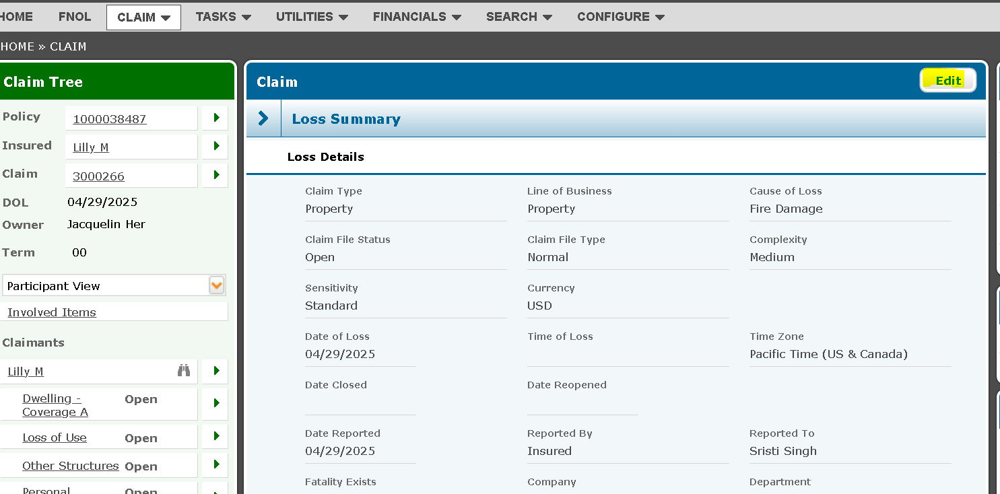 HOME FNOL CLAIM TASKS UTILITIES FINANCIALS SEARCH CONFIGURE
HOME » CLAIM
Claim Tree
Policy 1000038487
Insured Lilly M
Claim 3000266
DOL 04/29/2025
Owner Jacquelin Her
Term 00
Participant View
Involved Items
Claimants
Lilly M
Dwelling - Open
Coverage A
Loss of Use Open
Other Structures Open
Personal Open
Claim Edit
Loss Summary
Loss Details
Claim Type Line of Business Cause of Loss
Property Property Fire Damage
Claim File Status Claim File Type Complexity
Open Normal Medium
Sensitivity Currency
Standard USD
Date of Loss Time of Loss Time Zone
04/29/2025 Pacific Time (US & Canada)
Date Closed Date Reopened
Date Reported Reported By Reported To
04/29/2025 Insured Sristi Singh
Fatality Exists Company Department